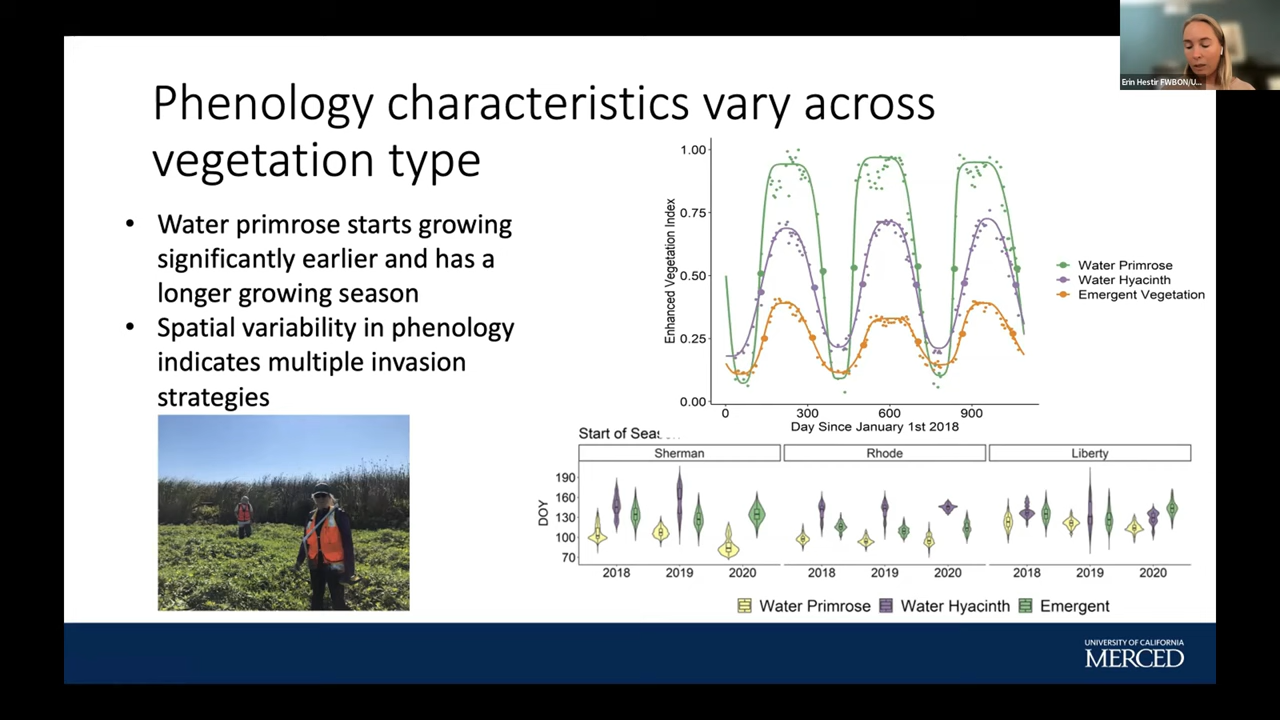 Erin Hestir FWBON/U...
Phenology characteristics vary across
vegetation type
• Water primrose starts growing
significantly earlier and has a
longer growing season
• Spatial variability in phenology
indicates multiple invasion
strategies
Enhanced Vegetation Index
1.00
0.75
0.50
0.25
0.00
0 300 600 900
Day Since January 1st 2018
Water Primrose
Water Hyacinth
Emergent Vegetation
Start of Seas
Sherman Rhode Liberty
DOY
190
160
130
100
70
2018 2019 2020 2018 2019 2020 2018 2019 2020
Water Primrose Water Hyacinth Emergent
UNIVERSITY OF CALIFORNIA
MERCED